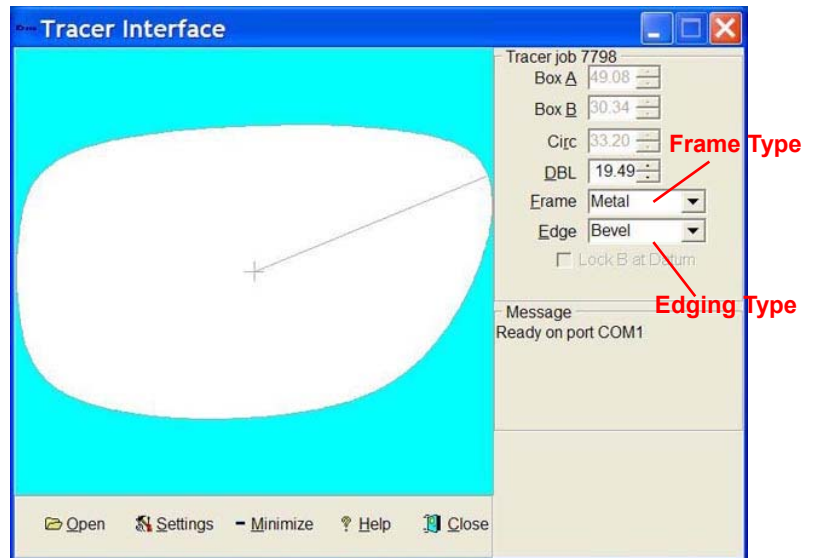 Tracer Interface
Tracer job 7798
Box A 49.08
Box B 30.34
Circ 33.20
DBL 19.49
Frame Metal
Edge Bevel
Lock B at Datum
Frame Type
Edging Type
Message
Ready on port COM1
Open Settings Minimize Help Close